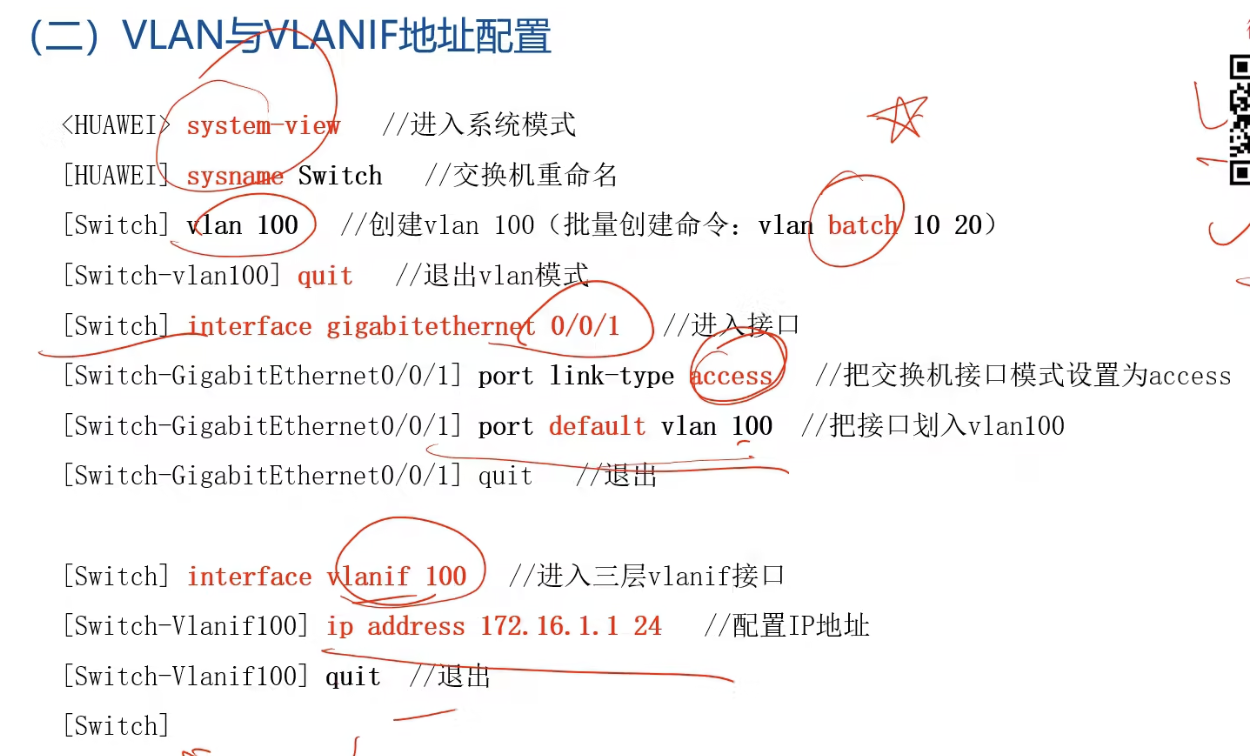 （二）VLAN与VLANIF地址配置
<HUAWEI> system-view //进入系统模式
[HUAWEI] sysname Switch //交换机重命名
[Switch] vlan 100 //创建vlan 100（批量创建命令：vlan batch 10 20）
[Switch-vlan100] quit //退出vlan模式
[Switch] interface gigabitethernet 0/0/1 //进入接口
[Switch-GigabitEthernet0/0/1] port link-type access //把交换机接口模式设置为access
[Switch-GigabitEthernet0/0/1] port default vlan 100 //把接口划入vlan100
[Switch-GigabitEthernet0/0/1] quit //退出
[Switch] interface vlanif 100 //进入三层vlanif接口
[Switch-Vlanif100] ip address 172.16.1.1 24 //配置IP地址
[Switch-Vlanif100] quit //退出
[Switch]